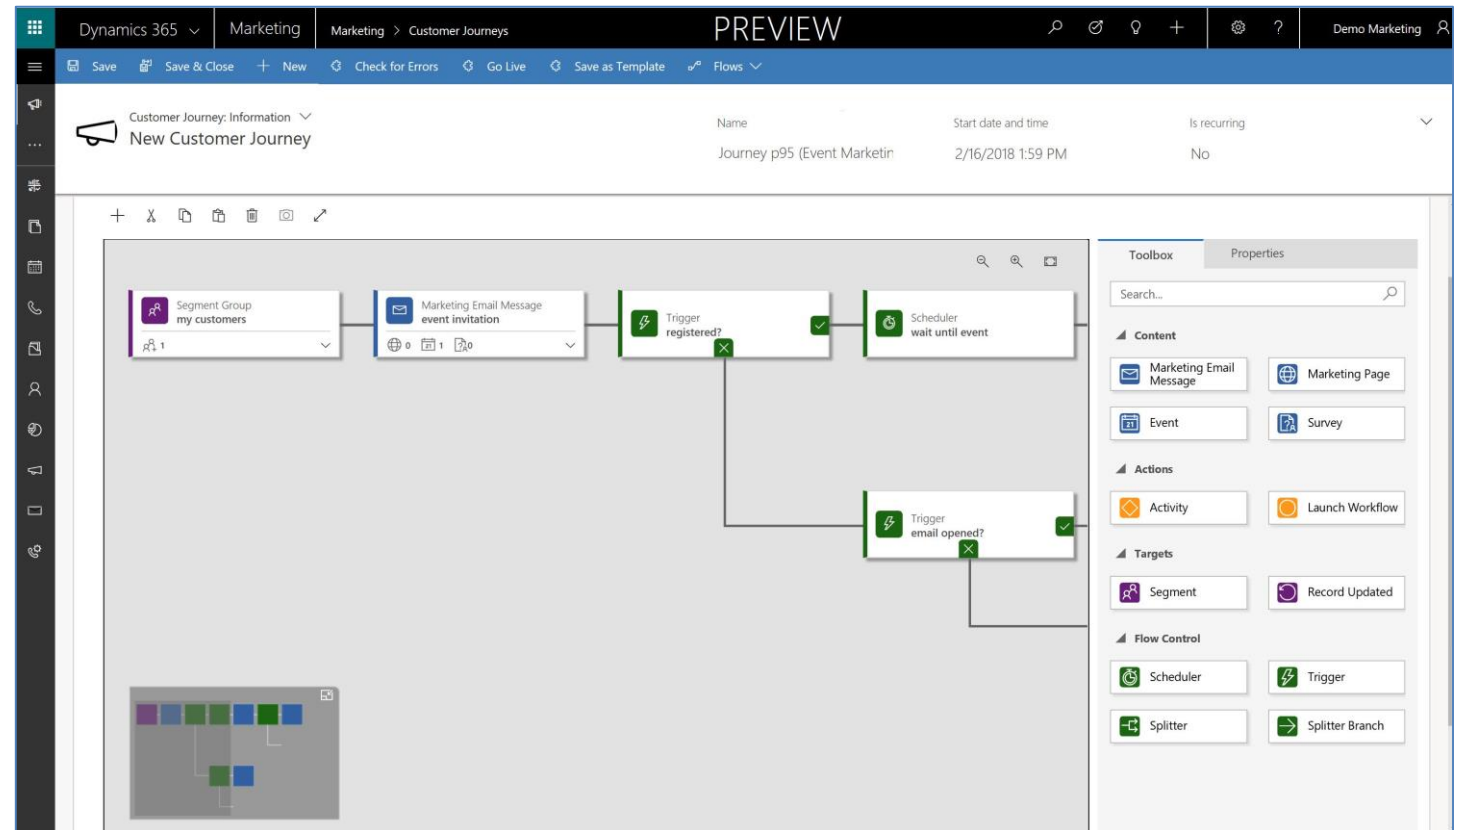 Dynamics 365
Marketing
Marketing > Customer Journeys
PREVIEW
?
Demo Marketing
Save
Save & Close
New
Check for Errors
Go Live
Save as Template
Flows
Customer Journey: Information
New Customer Journey
Name
Journey p95 (Event Marketin
Start date and time
2/16/2018 1:59 PM
Is recurring
No
Segment Group
my customers
1
Marketing Email Message
event invitation
0 1 0
Trigger
registered?
Scheduler
wait until event
Trigger
email opened?
Toolbox
Properties
Search...
Content
Marketing Email
Message
Marketing Page
Event
Survey
Actions
Activity
Launch Workflow
Targets
Segment
Record Updated
Flow Control
Scheduler
Trigger
Splitter
Splitter Branch